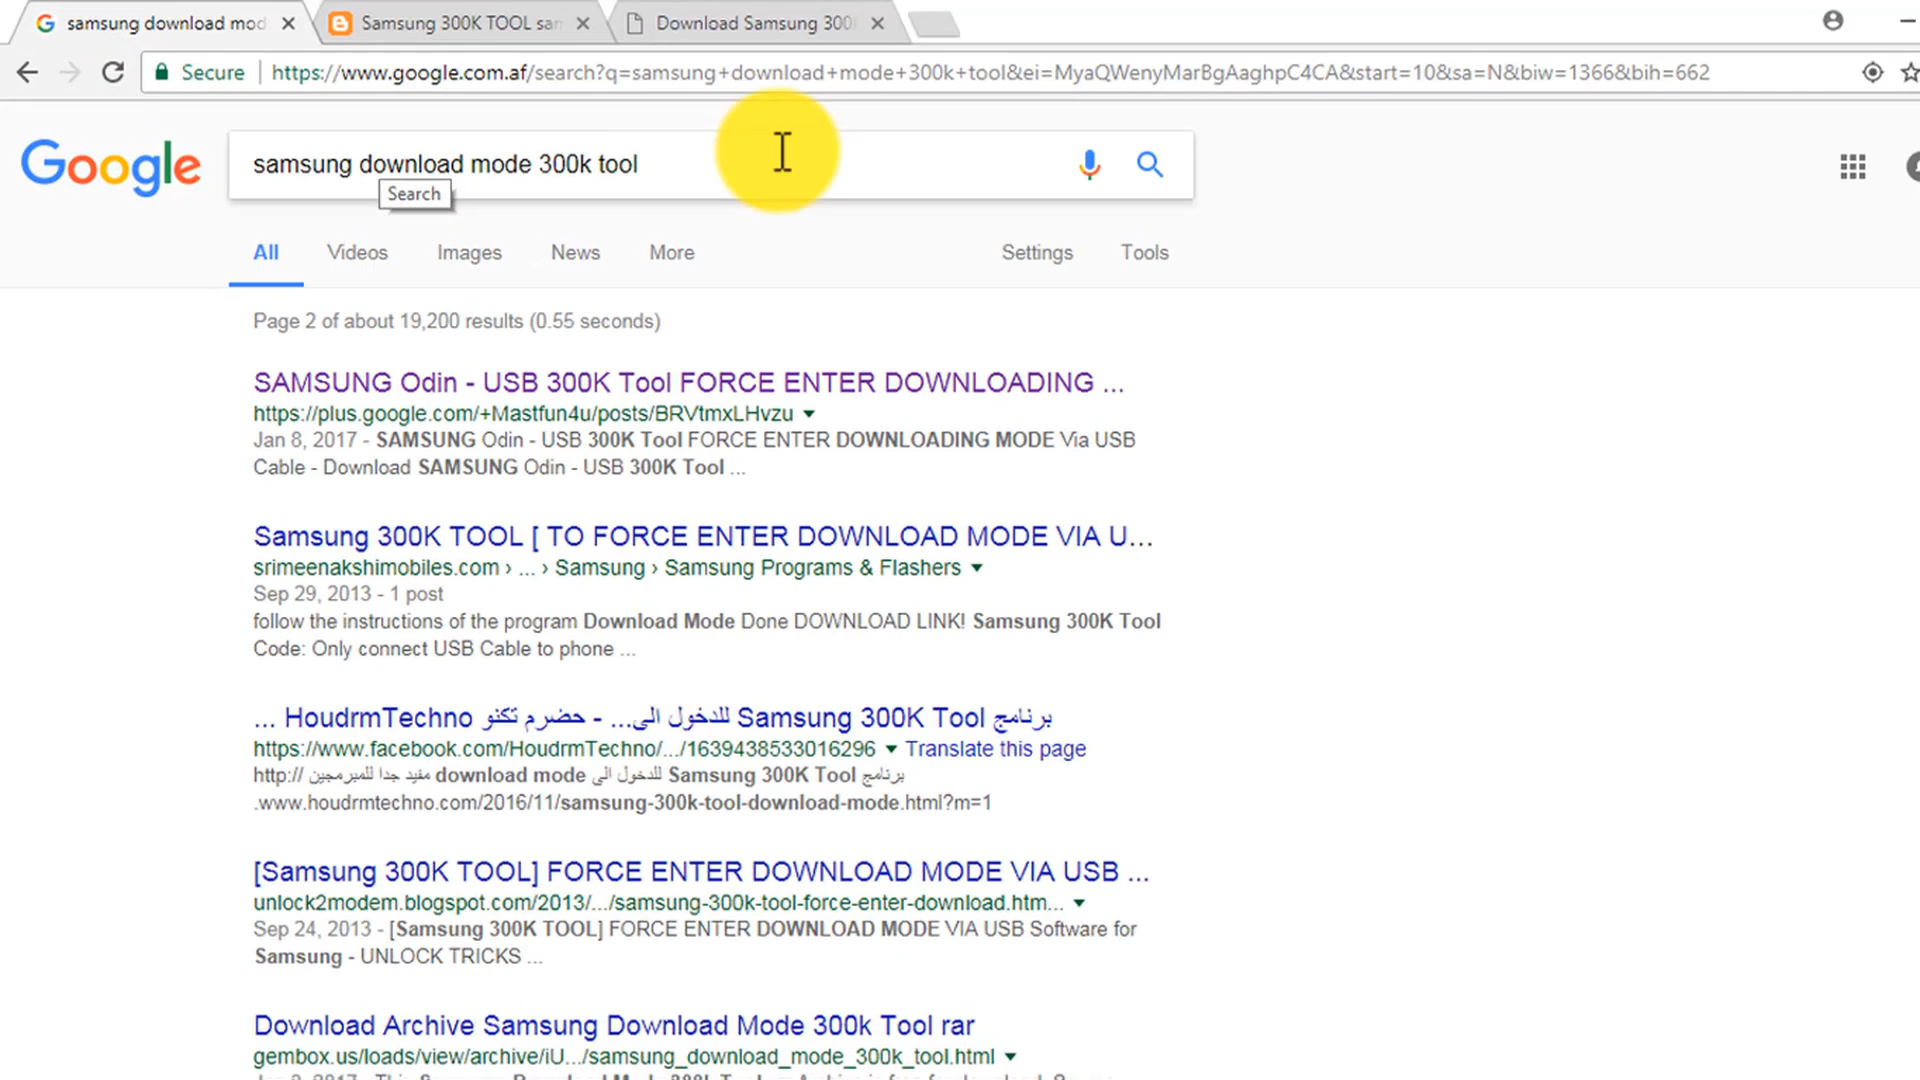 samsung download mod
Samsung 300K TOOL sam
Download Samsung 300
Secure https://www.google.com.af/search?q=samsung+download+mode+300k+tool&ei=MyaQWenyMarBgAaghpC4CA&start=10&sa=N&biw=1366&bih=662
Google
samsung download mode 300k tool
Search
All Videos Images News More Settings Tools
Page 2 of about 19,200 results (0.55 seconds)
SAMSUNG Odin - USB 300K Tool FORCE ENTER DOWNLOADING ...
https://plus.google.com/+Mastfun4u/posts/BRVtmxLHvzu
Jan 8, 2017 - SAMSUNG Odin - USB 300K Tool FORCE ENTER DOWNLOADING MODE Via USB
Cable - Download SAMSUNG Odin - USB 300K Tool ...
Samsung 300K TOOL [ TO FORCE ENTER DOWNLOAD MODE VIA U...
srimeenakshimobiles.com › ... › Samsung › Samsung Programs & Flashers
Sep 29, 2013 - 1 post
follow the instructions of the program Download Mode Done DOWNLOAD LINK! Samsung 300K Tool
Code: Only connect USB Cable to phone ...
برنامج Samsung 300K Tool للدخول الى... - حضرم تكنو HoudrmTechno ...
https://www.facebook.com/HoudrmTechno/.../1639438533016296 Translate this page
برنامج Samsung 300K Tool للدخول الى download mode مفيد جدا للمبرمجين http://
.www.houdrmtechno.com/2016/11/samsung-300k-tool-download-mode.html?m=1
[Samsung 300K TOOL] FORCE ENTER DOWNLOAD MODE VIA USB ...
unlock2modem.blogspot.com/2013/.../samsung-300k-tool-force-enter-download.htm...
Sep 24, 2013 - [Samsung 300K TOOL] FORCE ENTER DOWNLOAD MODE VIA USB Software for
Samsung - UNLOCK TRICKS ...
Download Archive Samsung Download Mode 300k Tool rar
gembox.us/loads/view/archive/iU.../samsung_download_mode_300k_tool.html